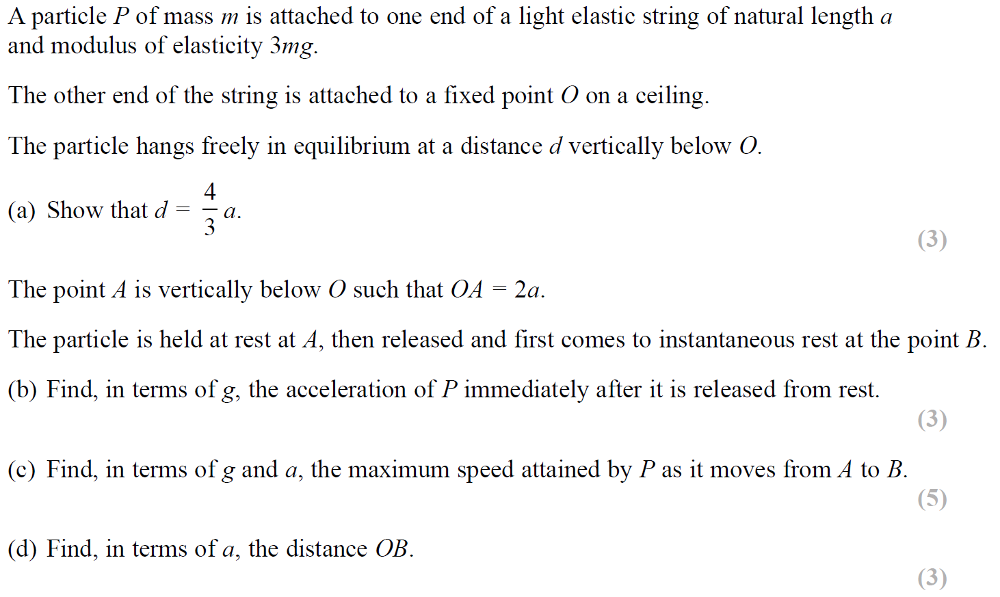 A particle P of mass m is attached to one end of a light elastic string of natural length a
and modulus of elasticity 3mg.
The other end of the string is attached to a fixed point O on a ceiling.
The particle hangs freely in equilibrium at a distance d vertically below O.
(a) Show that d = 4/3 a.
(3)
The point A is vertically below O such that OA = 2a.
The particle is held at rest at A, then released and first comes to instantaneous rest at the point B.
(b) Find, in terms of g, the acceleration of P immediately after it is released from rest.
(3)
(c) Find, in terms of g and a, the maximum speed attained by P as it moves from A to B.
(5)
(d) Find, in terms of a, the distance OB.
(3)